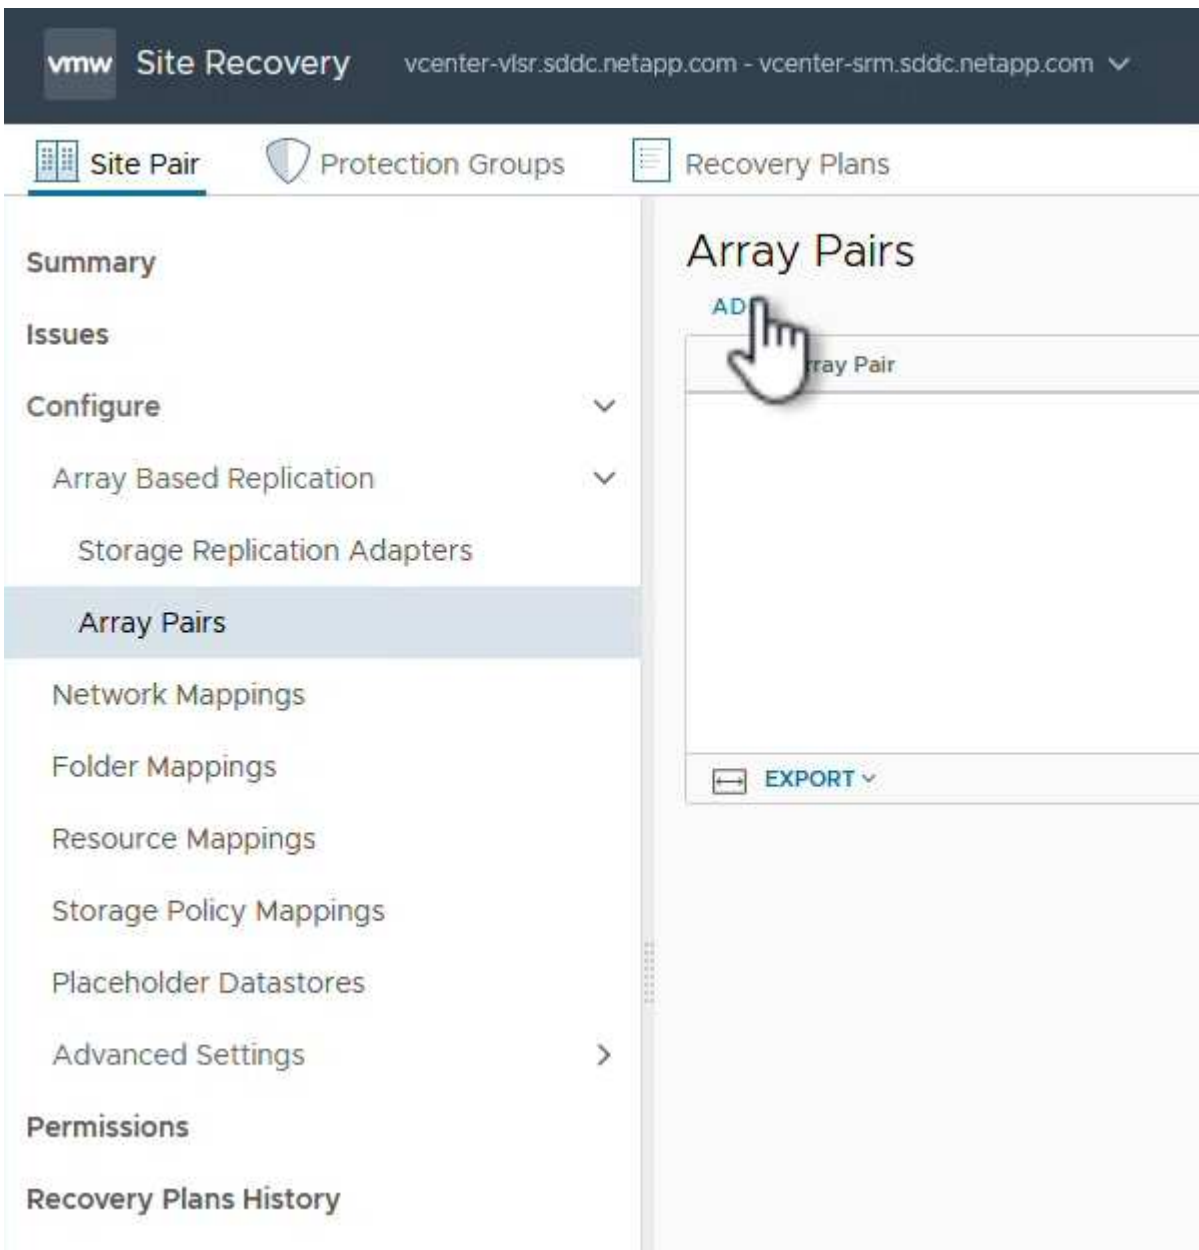 vmw Site Recovery vcenter-vlsr.sddc.netapp.com - vcenter-srm.sddc.netapp.com
Site Pair Protection Groups Recovery Plans
Summary
Issues
Configure
Array Based Replication
Storage Replication Adapters
Array Pairs
Network Mappings
Folder Mappings
Resource Mappings
Storage Policy Mappings
Placeholder Datastores
Advanced Settings
Permissions
Recovery Plans History
Array Pairs
Pair
EXPORT